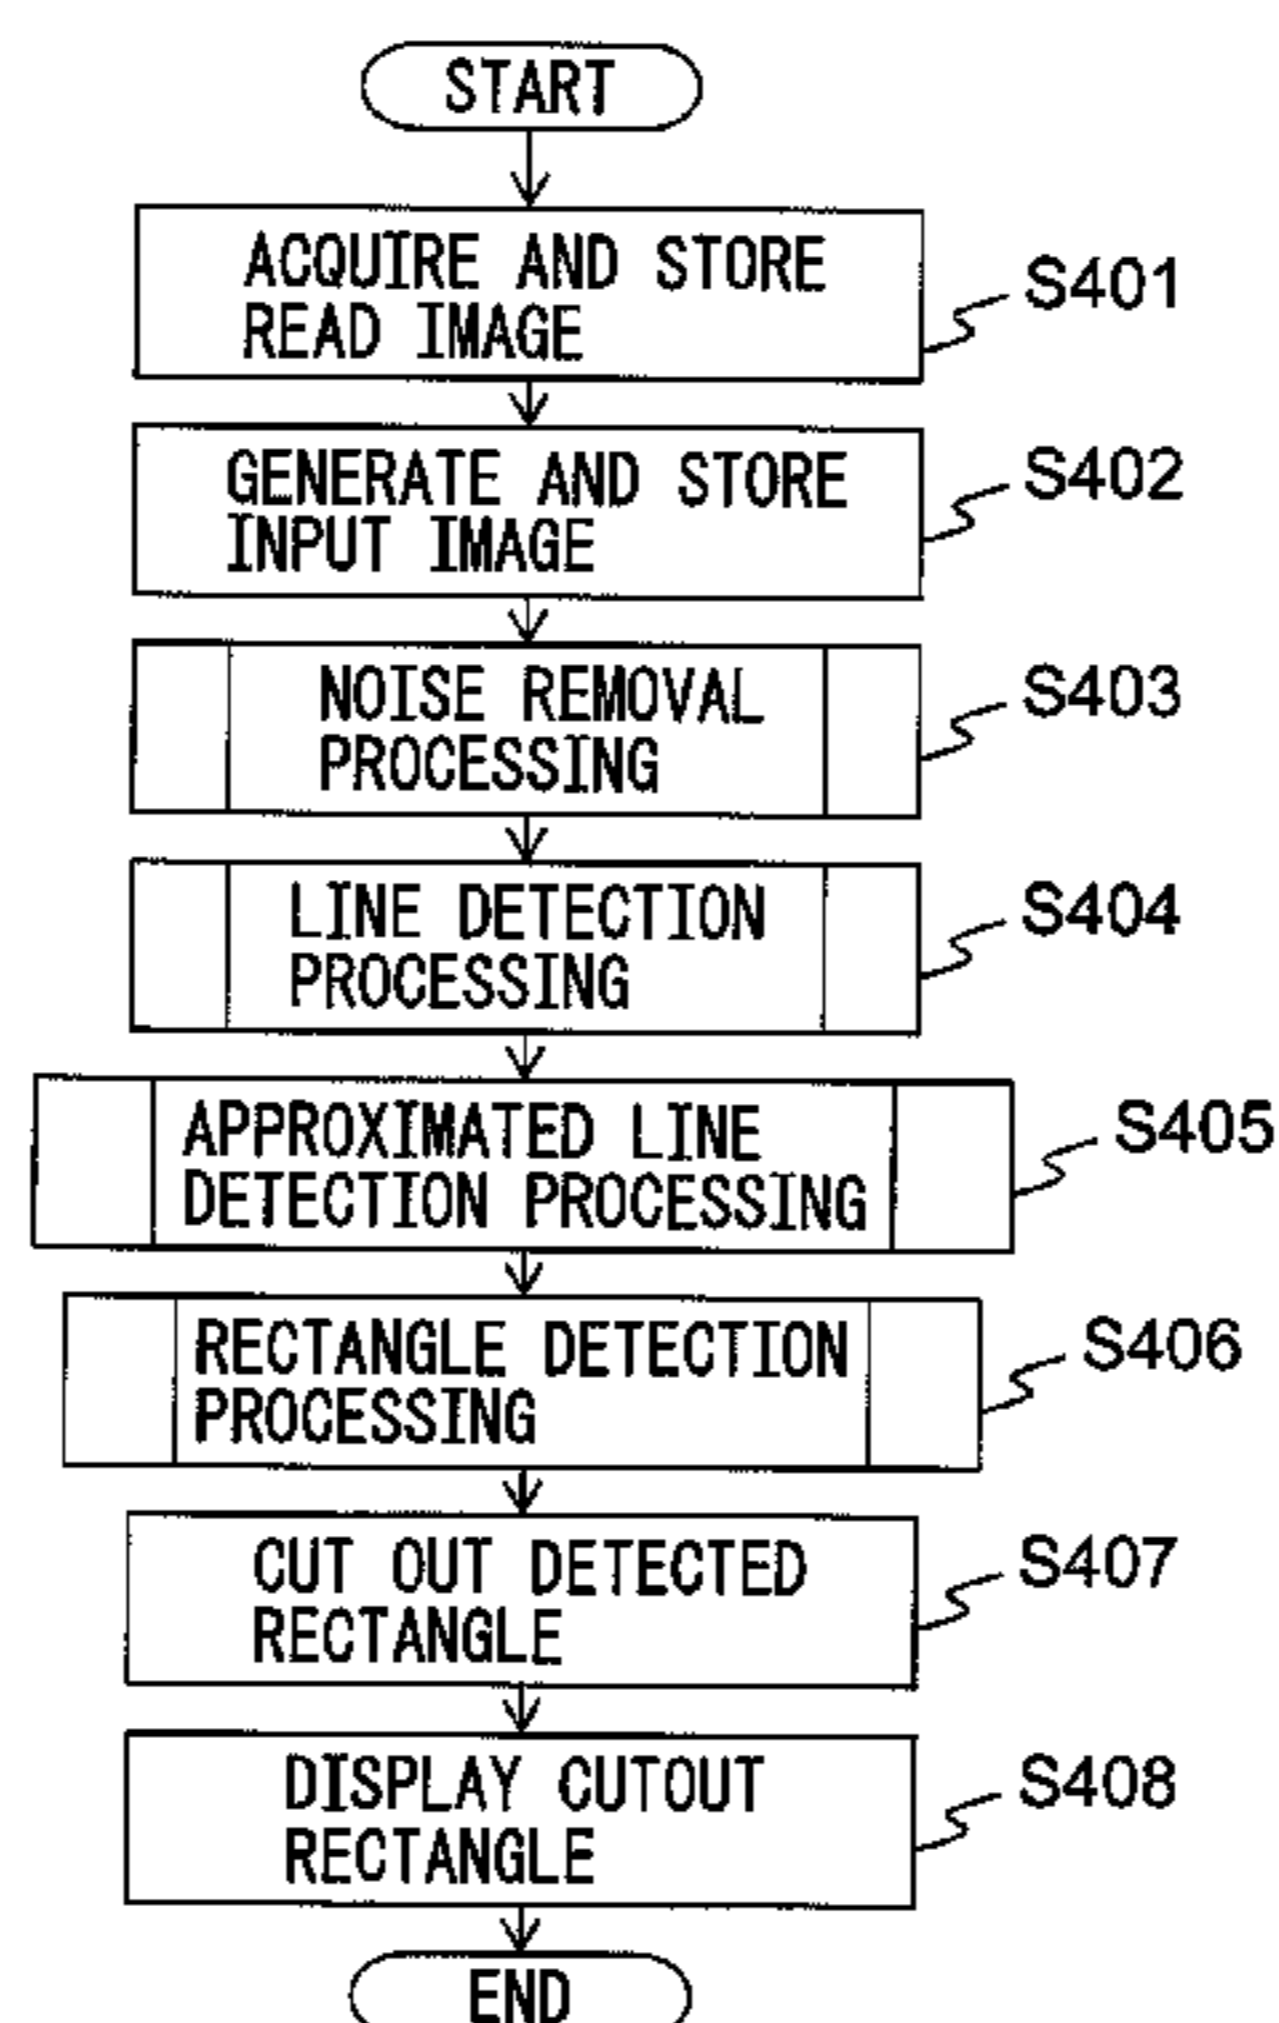 START
ACQUIRE AND STORE
READ IMAGE
S401
GENERATE AND STORE
INPUT IMAGE
S402
NOISE REMOVAL
PROCESSING
S403
LINE DETECTION
PROCESSING
S404
APPROXIMATED LINE
DETECTION PROCESSING
S405
RECTANGLE DETECTION
PROCESSING
S406
CUT OUT DETECTED
RECTANGLE
S407
DISPLAY CUTOUT
RECTANGLE
S408
END